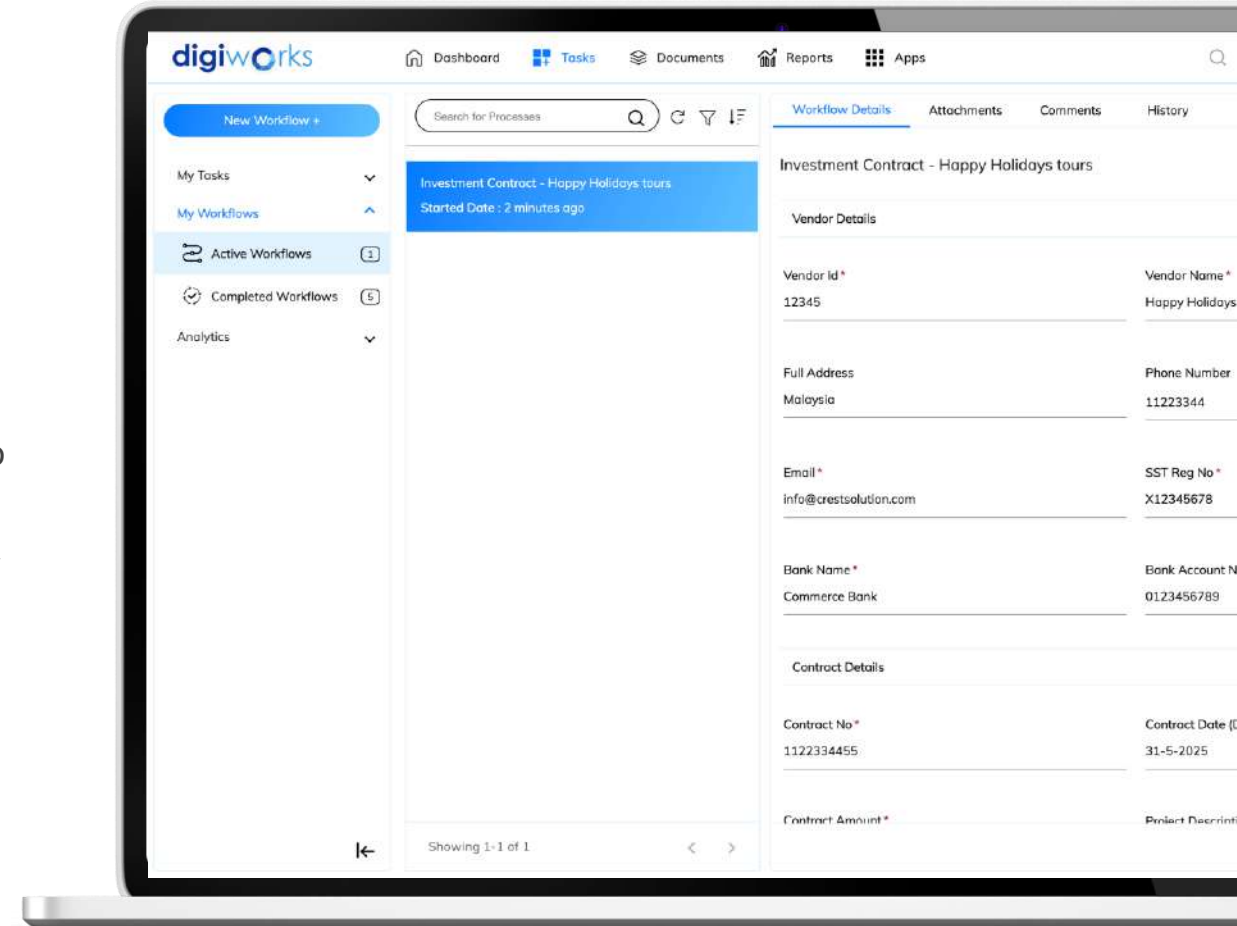 digiworks
Dashboard
Tasks
Documents
Reports
Apps
New Workflow +
My Tasks
My Workflows
Active Workflows
1
Completed Workflows
5
Analytics
Search for Processes
Investment Contract - Happy Holidays tours
Started Date : 2 minutes ago
Showing 1-1 of 1
Workflow Details
Attachments
Comments
History
Investment Contract - Happy Holidays tours
Vendor Details
Vendor Id *
12345
Vendor Name *
Happy Holidays
Full Address
Malaysia
Phone Number
11223344
Email *
info@crestsolution.com
SST Reg No *
X12345678
Bank Name *
Commerce Bank
Bank Account N
0123456789
Contract Details
Contract No *
1122334455
Contract Date (D
31-5-2025
Contract Amount *
Project Descripti